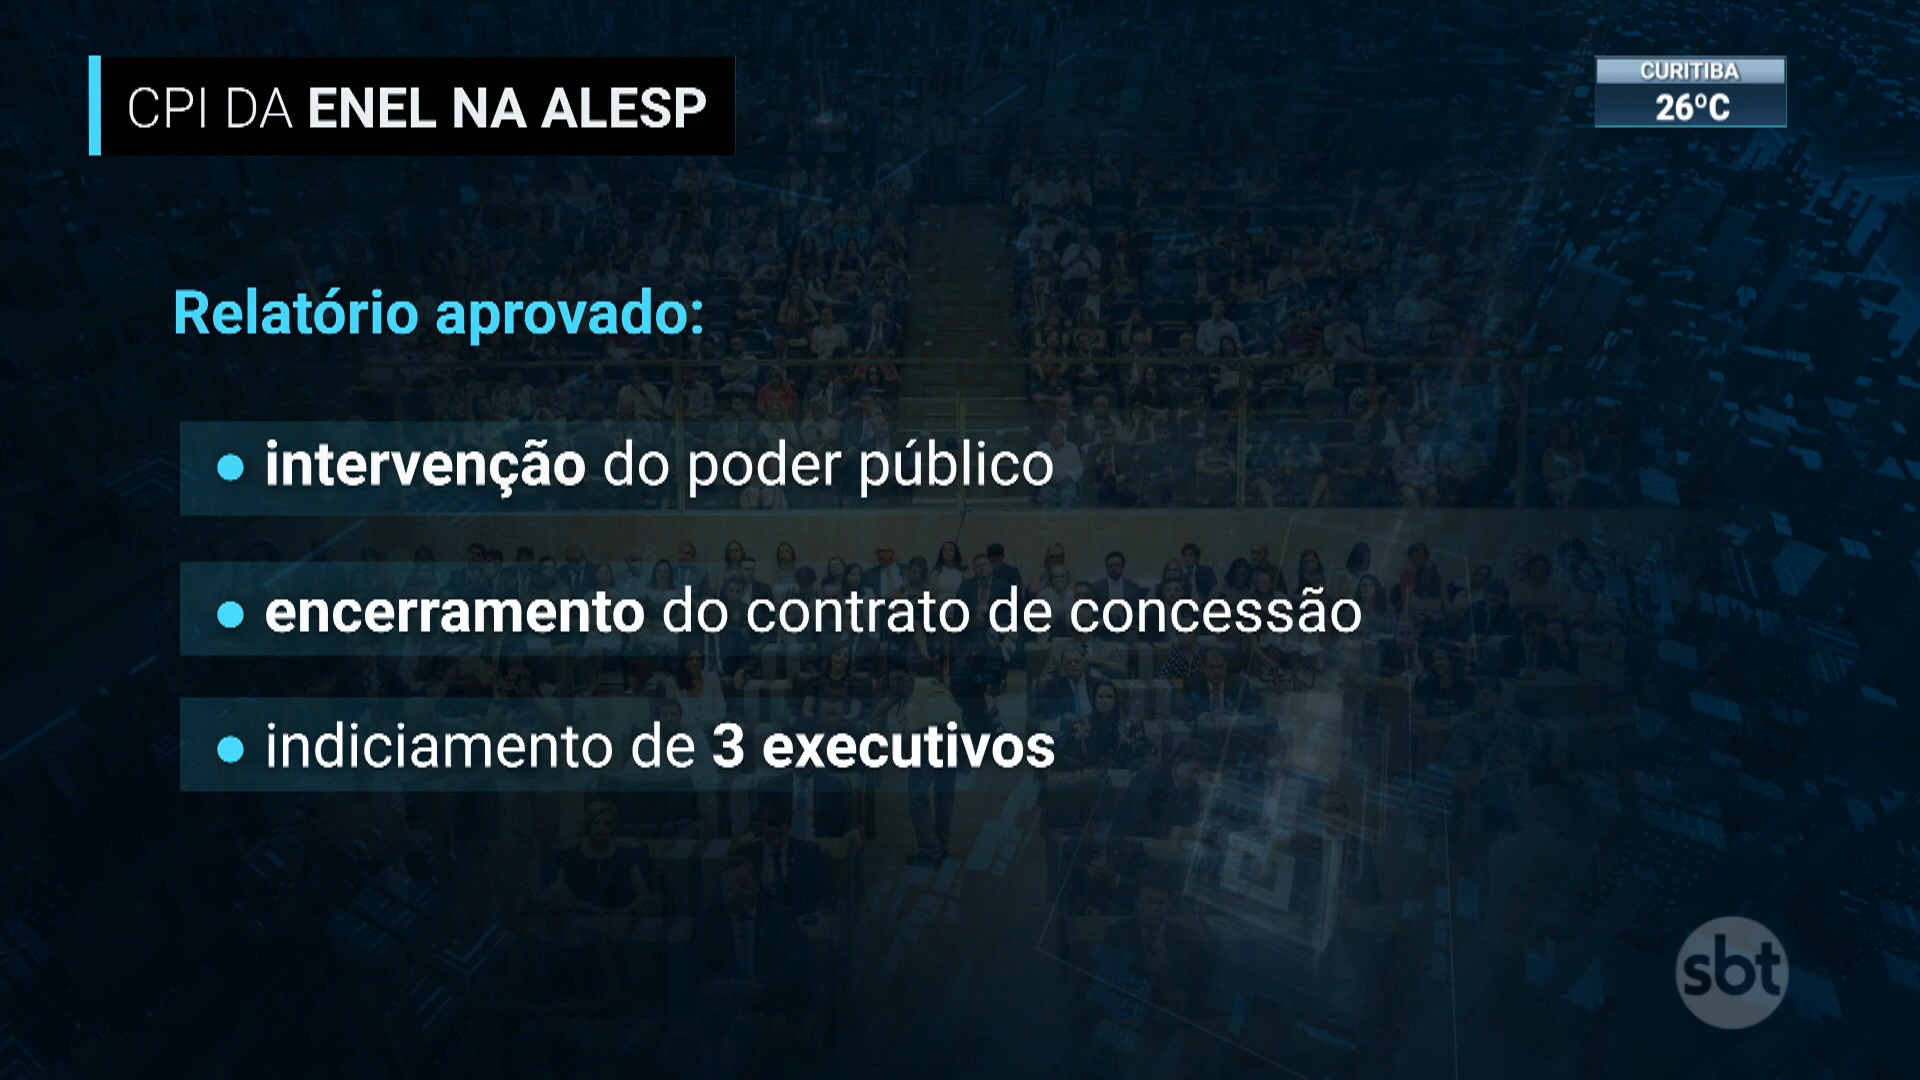 CPI DA ENEL NA ALESP
CURITIBA
26ºC
Relatório aprovado:
• intervenção do poder público
• encerramento do contrato de concessão
• indiciamento de 3 executivos
sbt